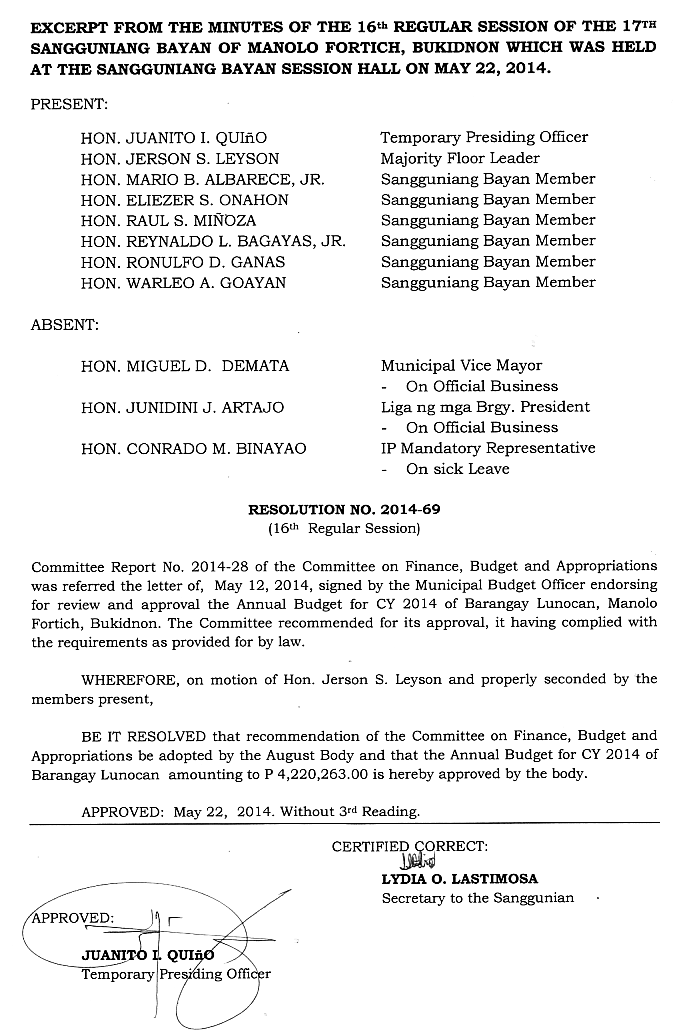 EXCERPT FROM THE MINUTES OF THE 16th REGULAR SESSION OF THE 17TH
SANGGUNIANG BAYAN OF MANOLO FORTICH, BUKIDNON WHICH WAS HELD
AT THE SANGGUNIANG BAYAN SESSION HALL ON MAY 22, 2014.
PRESENT:
HON. JUANITO I. QUIñO Temporary Presiding Officer
HON. JERSON S. LEYSON Majority Floor Leader
HON. MARIO B. ALBARECE, JR. Sangguniang Bayan Member
HON. ELIEZER S. ONAHON Sangguniang Bayan Member
HON. RAUL S. MIÑOZA Sangguniang Bayan Member
HON. REYNALDO L. BAGAYAS, JR. Sangguniang Bayan Member
HON. RONULFO D. GANAS Sangguniang Bayan Member
HON. WARLEO A. GOAYAN Sangguniang Bayan Member
ABSENT:
HON. MIGUEL D. DEMATA Municipal Vice Mayor
- On Official Business
HON. JUNIDINI J. ARTAJO Liga ng mga Brgy. President
- On Official Business
HON. CONRADO M. BINAYAO IP Mandatory Representative
- On sick Leave
RESOLUTION NO. 2014-69
(16th Regular Session)
Committee Report No. 2014-28 of the Committee on Finance, Budget and Appropriations
was referred the letter of, May 12, 2014, signed by the Municipal Budget Officer endorsing
for review and approval the Annual Budget for CY 2014 of Barangay Lunocan, Manolo
Fortich, Bukidnon. The Committee recommended for its approval, it having complied with
the requirements as provided for by law.
WHEREFORE, on motion of Hon. Jerson S. Leyson and properly seconded by the
members present,
BE IT RESOLVED that recommendation of the Committee on Finance, Budget and
Appropriations be adopted by the August Body and that the Annual Budget for CY 2014 of
Barangay Lunocan amounting to P 4,220,263.00 is hereby approved by the body.
APPROVED: May 22, 2014. Without 3rd Reading.
CERTIFIED CORRECT:
LYDIA O. LASTIMOSA
Secretary to the Sanggunian
APPROVED:
JUANITO I. QUIñO
Temporary Presiding Officer